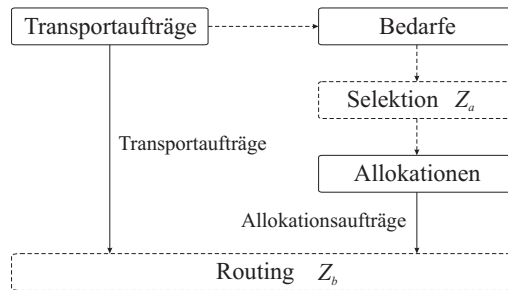 Transportaufträge
Bedarfe
Selektion Z_a
Transportaufträge
Allokationen
Allokationsaufträge
Routing Z_b